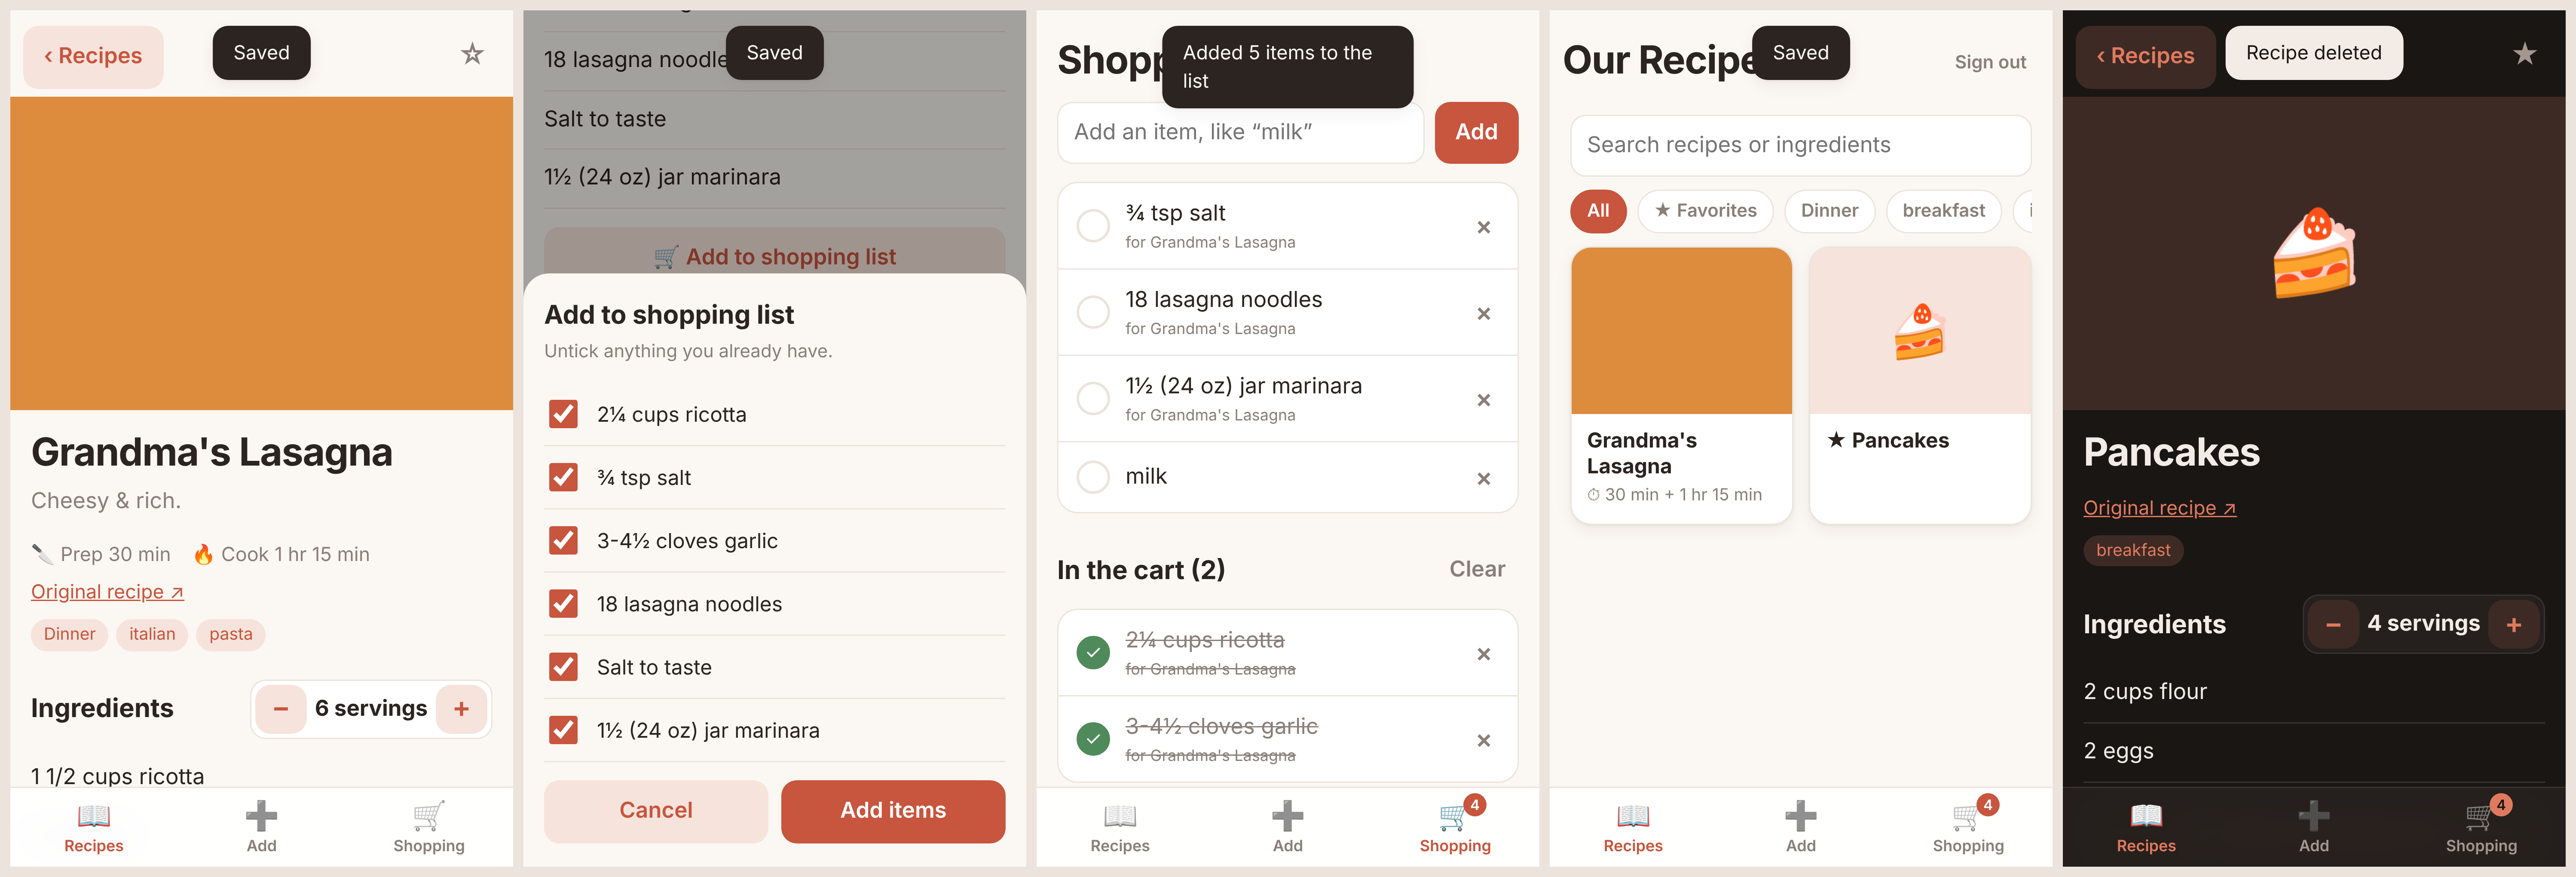 ‹ Recipes
Saved
☆
Grandma's Lasagna
Cheesy & rich.
🔪 Prep 30 min 🔥 Cook 1 hr 15 min
Original recipe ↗
Dinner italian pasta
Ingredients
− 6 servings +
1 1/2 cups ricotta
Recipes Add Shopping
Saved
18 lasagna noodle
Salt to taste
1½ (24 oz) jar marinara
🛒 Add to shopping list
Add to shopping list
Untick anything you already have.
2¼ cups ricotta
¾ tsp salt
3-4½ cloves garlic
18 lasagna noodles
Salt to taste
1½ (24 oz) jar marinara
Cancel Add items
Shopp
Added 5 items to the
list
Add an item, like “milk”
Add
¾ tsp salt
for Grandma's Lasagna
×
18 lasagna noodles
for Grandma's Lasagna
×
1½ (24 oz) jar marinara
for Grandma's Lasagna
×
milk
×
In the cart (2) Clear
2¼ cups ricotta
for Grandma's Lasagna
×
3-4½ cloves garlic
for Grandma's Lasagna
×
4
Recipes Add Shopping
Our Recipe
Saved
Sign out
Search recipes or ingredients
All ★ Favorites Dinner breakfast
Grandma's
Lasagna
⏱ 30 min + 1 hr 15 min
★ Pancakes
4
Recipes Add Shopping
‹ Recipes
Recipe deleted
★
Pancakes
Original recipe ↗
breakfast
Ingredients
− 4 servings +
2 cups flour
2 eggs
4
Recipes Add Shopping